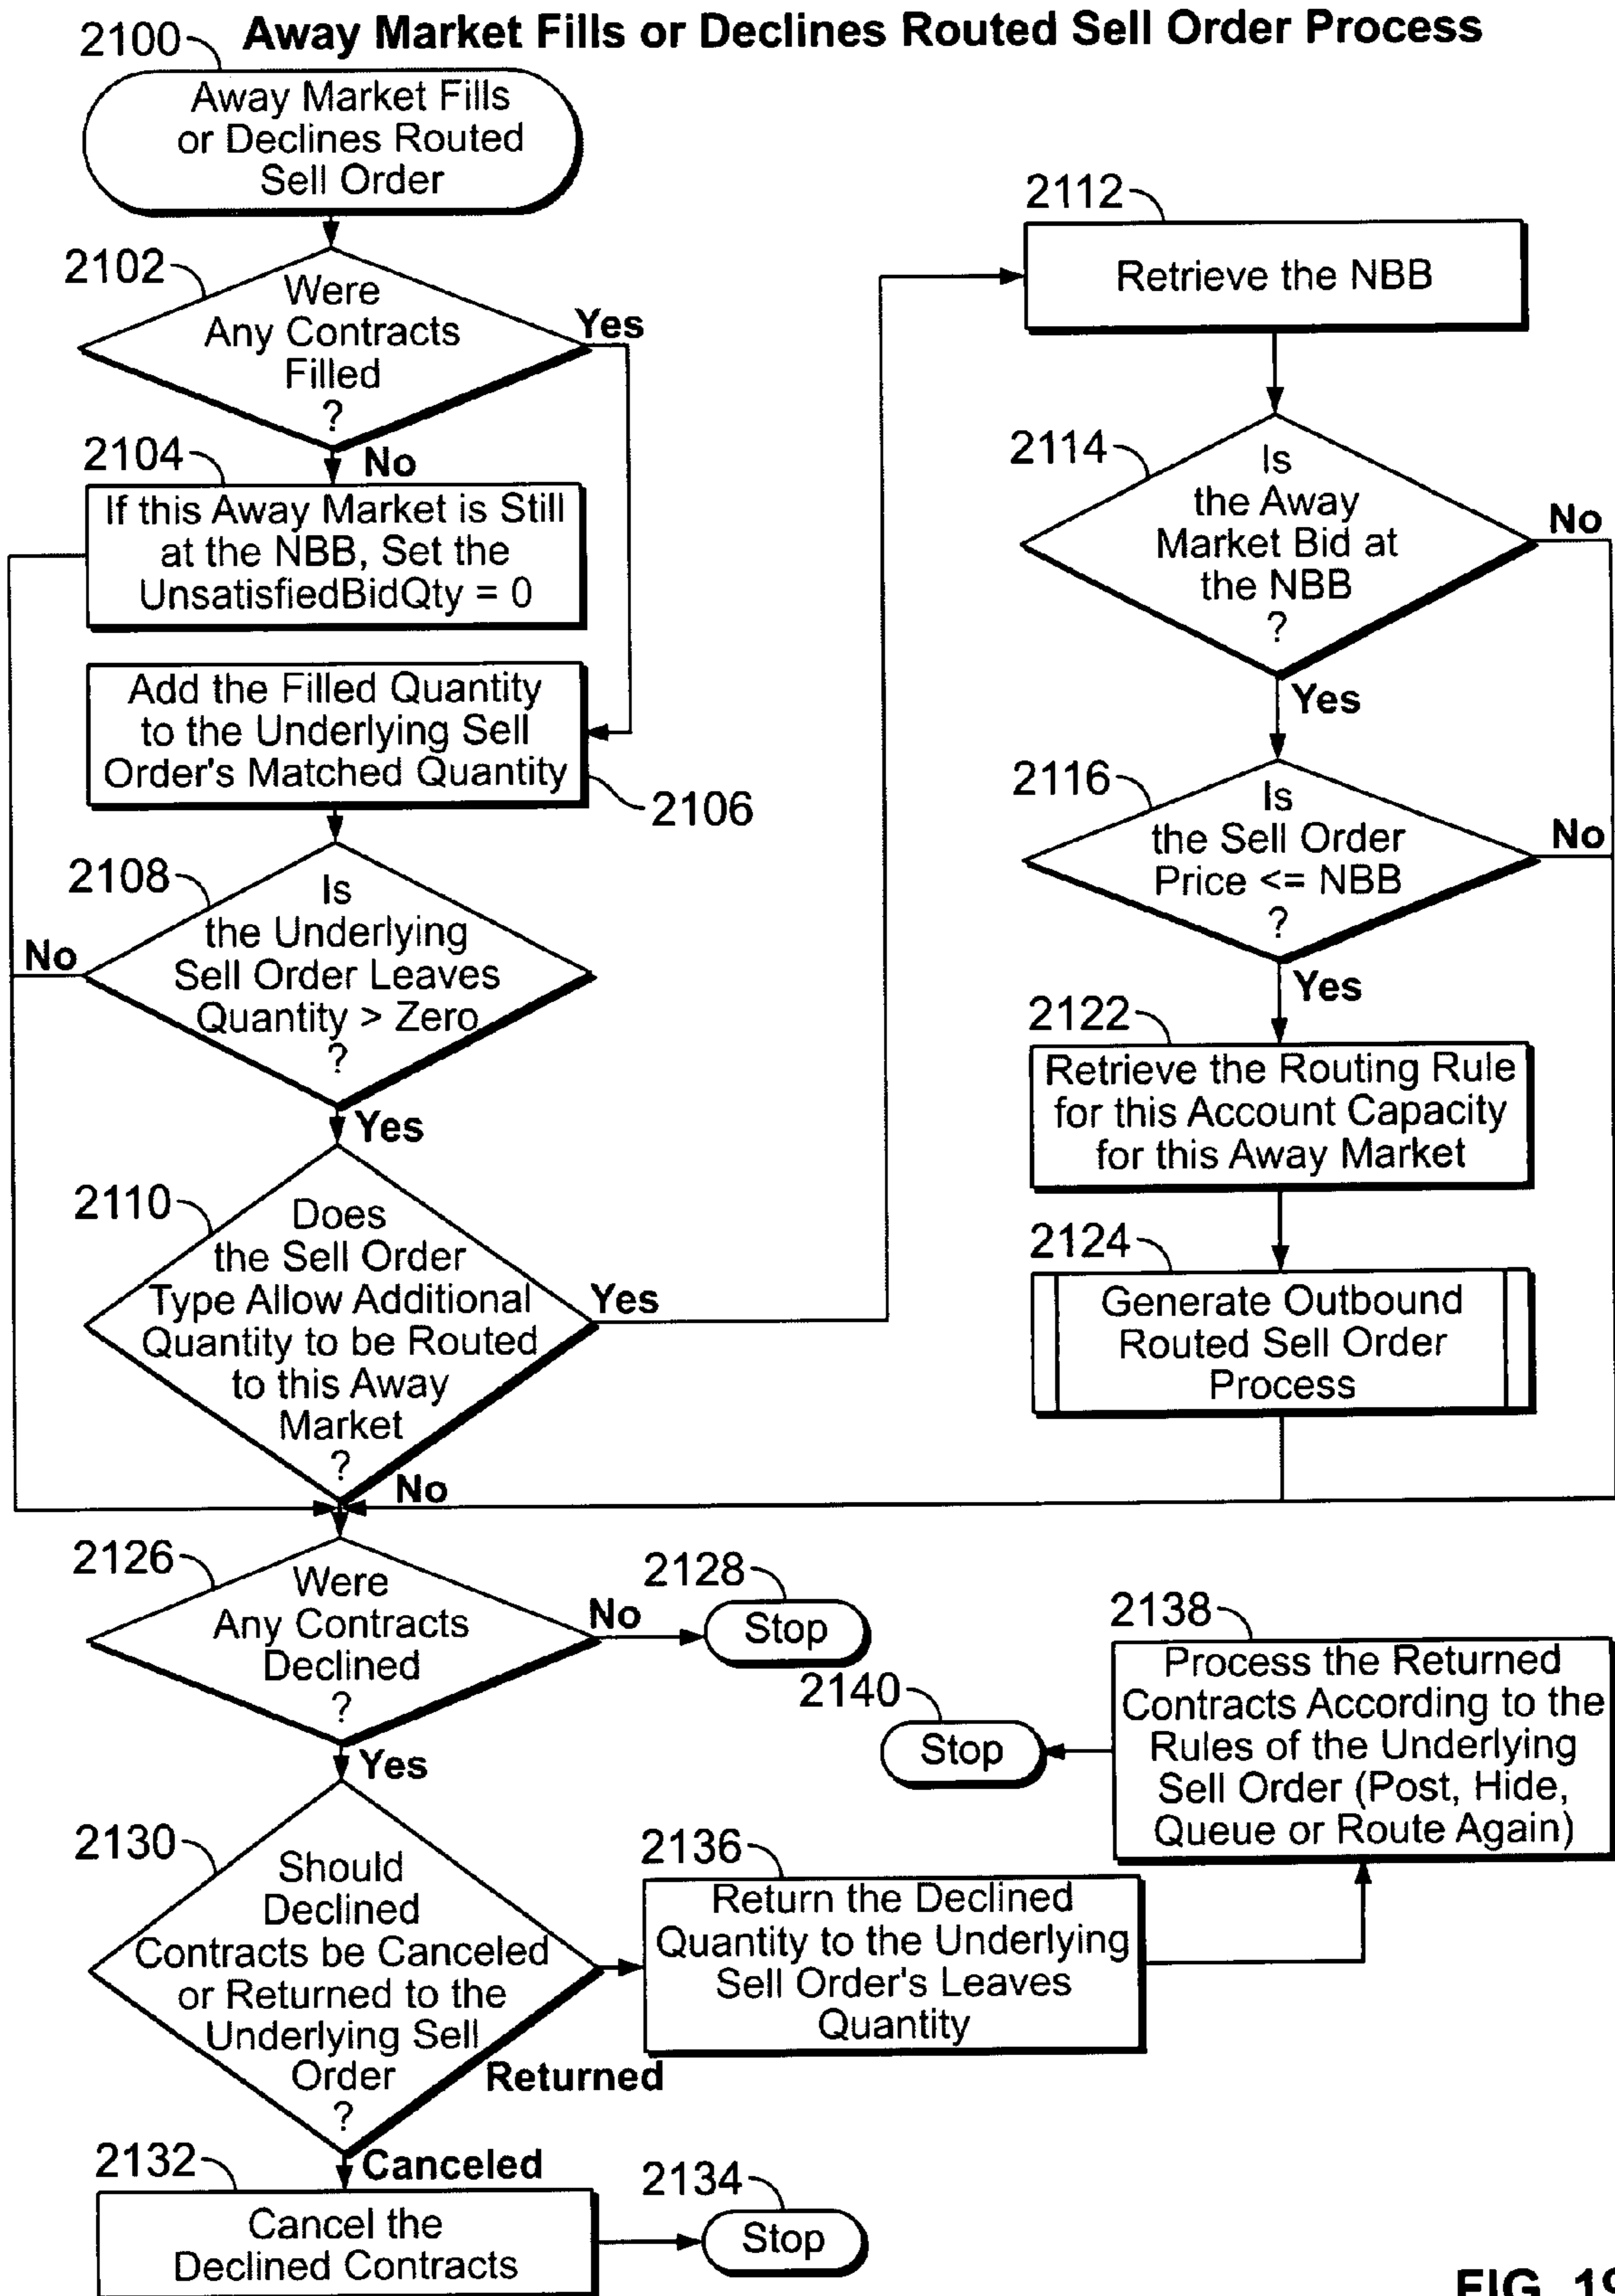 Away Market Fills or Declines Routed Sell Order Process
2100
Away Market Fills
or Declines Routed
Sell Order
2102
Were
Any Contracts
Filled
?
Yes
No
2104
If this Away Market is Still
at the NBB, Set the
UnsatisfiedBidQty = 0
Add the Filled Quantity
to the Underlying Sell
Order's Matched Quantity
2106
2108
Is
the Underlying
Sell Order Leaves
Quantity > Zero
?
No
Yes
2110
Does
the Sell Order
Type Allow Additional
Quantity to be Routed
to this Away
Market
?
Yes
No
2112
Retrieve the NBB
2114
Is
the Away
Market Bid at
the NBB
?
No
Yes
2116
Is
the Sell Order
Price <= NBB
?
No
Yes
2122
Retrieve the Routing Rule
for this Account Capacity
for this Away Market
2124
Generate Outbound
Routed Sell Order
Process
2126
Were
Any Contracts
Declined
?
No
2128
Stop
Yes
2130
Should
Declined
Contracts be Canceled
or Returned to the
Underlying Sell
Order
?
Returned
2136
Return the Declined
Quantity to the Underlying
Sell Order's Leaves
Quantity
2138
Process the Returned
Contracts According to the
Rules of the Underlying
Sell Order (Post, Hide,
Queue or Route Again)
2140
Stop
Canceled
2132
Cancel the
Declined Contracts
2134
Stop
FIG. 19